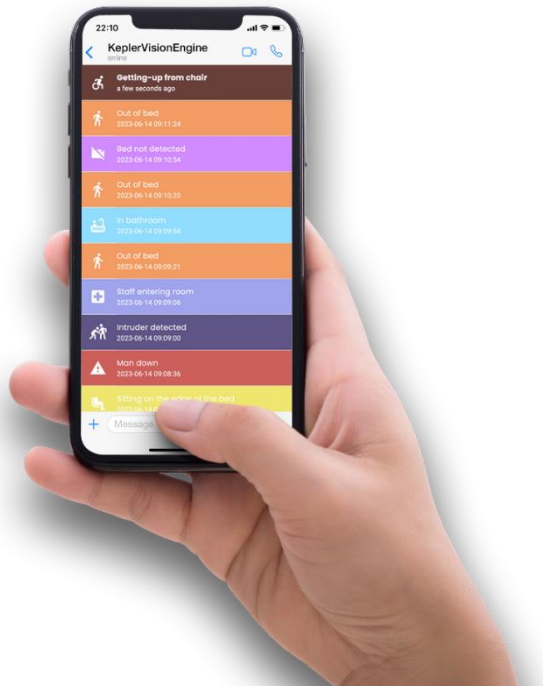 22:10
KeplerVisionEngine
online
Getting-up from chair
a few seconds ago
Out of bed
2023-06-14 09:11:24
Bed not detected
2023-06-14 09:10:54
Out of bed
2023-06-14 09:10:20
In bathroom
2023-06-14 09:09:54
Out of bed
2023-06-14 09:09:21
Staff entering room
2023-06-14 09:09:06
Intruder detected
2023-06-14 09:09:00
Man down
2023-06-14 09:08:36
Sitting on the edge of the bed
Message